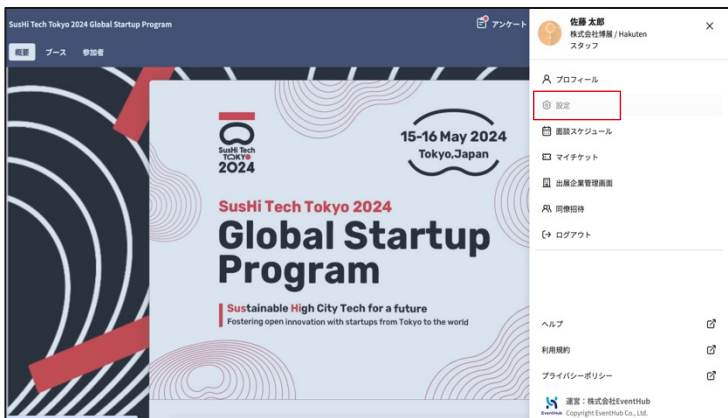 SusHi Tech Tokyo 2024 Global Startup Program
アンケート
概要 ブース 参加者
SusHi Tech
TOKYO
2024
15-16 May 2024
Tokyo,Japan
SusHi Tech Tokyo 2024
Global Startup
Program
Sustainable High City Tech for a future
Fostering open innovation with startups from Tokyo to the world
佐藤 太郎
株式会社博展 / Hakuten
スタッフ
プロフィール
設定
面談スケジュール
マイチケット
出展企業管理画面
同僚招待
ログアウト
ヘルプ
利用規約
プライバシーポリシー
運営：株式会社EventHub
EventHub Copyright EventHub Co., Ltd.